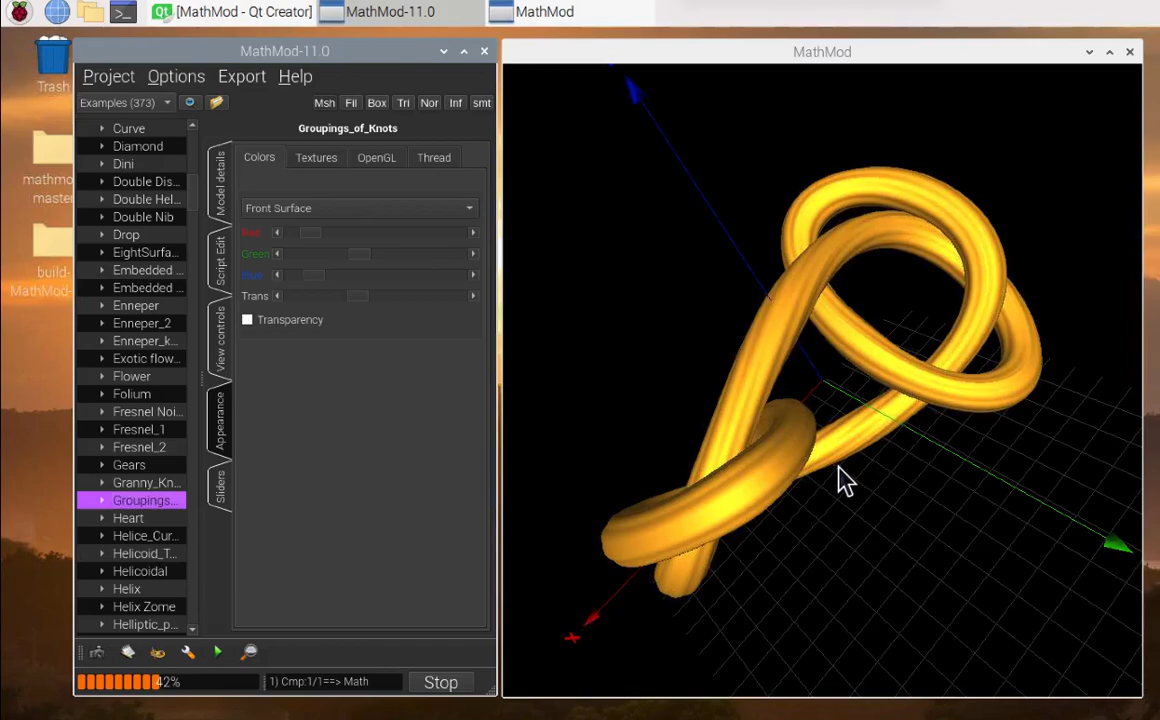 [MathMod - Qt Creator] MathMod-11.0 MathMod
Trash
mathmo
master
build-
MathMod-
MathMod-11.0
Project Options Export Help
Examples (373) Msh Fil Box Tri Nor Inf smt
Curve
Diamond
Dini
Double Dis...
Double Hel...
Double Nib
Drop
EightSurfa...
Embedded ...
Embedded ...
Enneper
Enneper_2
Enneper_k...
Exotic flow...
Flower
Folium
Fresnel Noi...
Fresnel_1
Fresnel_2
Gears
Granny_Kn...
Groupings...
Heart
Helice_Cur...
Helicoid_T...
Helicoidal
Helix
Helix Zome
Helliptic_p...
Model details
Script Edit
View controls
Appearance
Sliders
Groupings_of_Knots
Colors Textures OpenGL Thread
Front Surface
Red
Green
Blue
Trans
Transparency
42% 1) Cmp:1/1==> Math Stop
MathMod
x